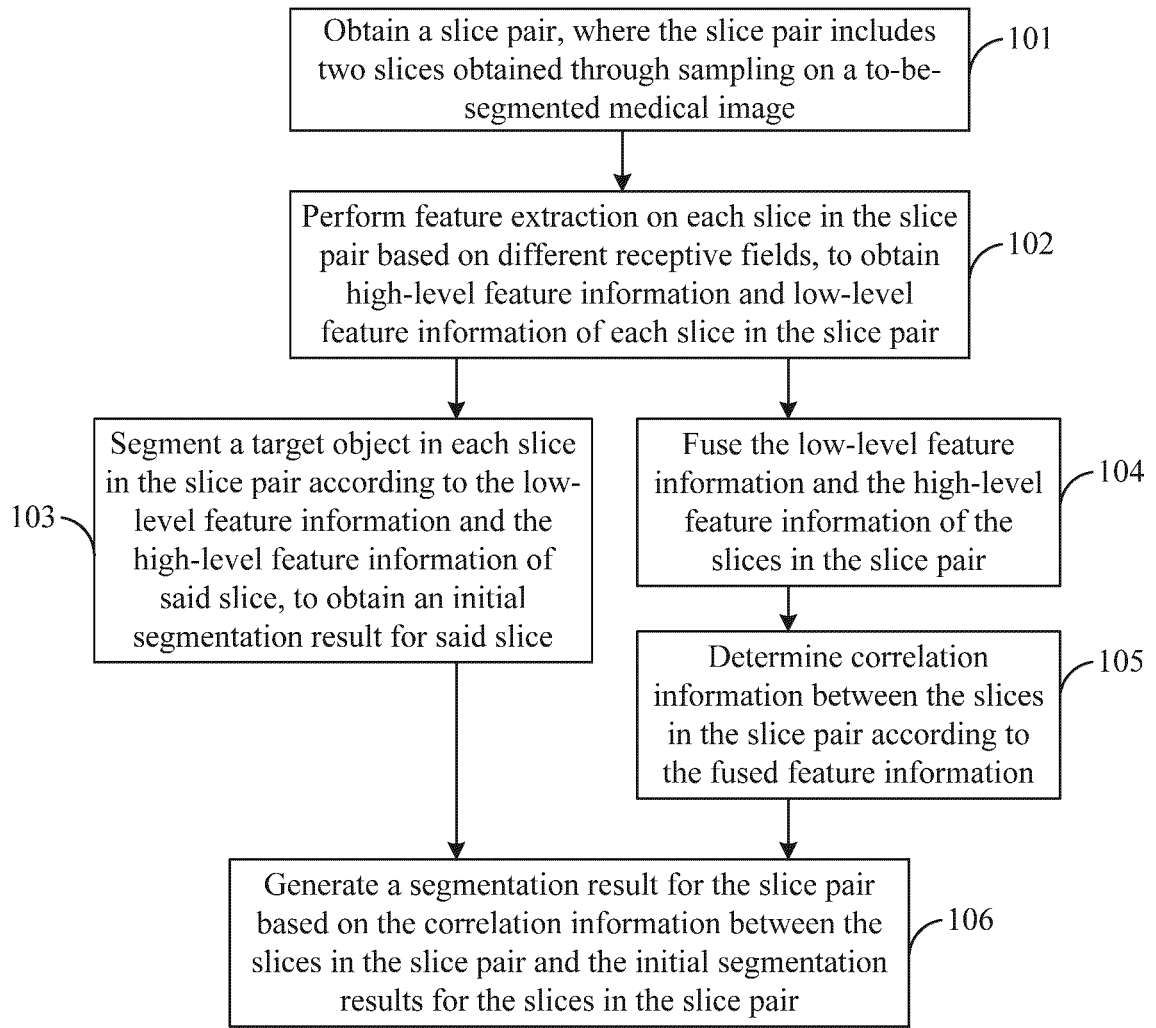 Obtain a slice pair, where the slice pair includes
two slices obtained through sampling on a to-be-
segmented medical image
101
Perform feature extraction on each slice in the slice
pair based on different receptive fields, to obtain
high-level feature information and low-level
feature information of each slice in the slice pair
102
Segment a target object in each slice
in the slice pair according to the low-
level feature information and the
high-level feature information of
said slice, to obtain an initial
segmentation result for said slice
103
Fuse the low-level feature
information and the high-level
feature information of the
slices in the slice pair
104
Determine correlation
information between the slices
in the slice pair according to
the fused feature information
105
Generate a segmentation result for the slice pair
based on the correlation information between the
slices in the slice pair and the initial segmentation
results for the slices in the slice pair
106